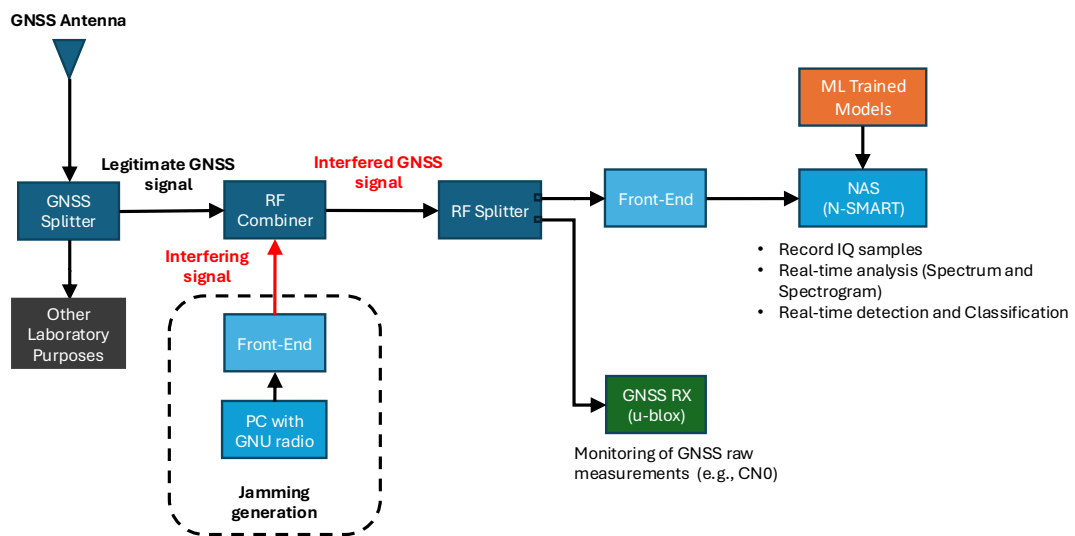 GNSS Antenna
ML Trained
Models
Legitimate GNSS
signal
Interfered GNSS
signal
GNSS
Splitter
RF
Combiner
RF Splitter
Front-End
NAS
(N-SMART)
Interfering
signal
• Record IQ samples
• Real-time analysis (Spectrum and
Spectrogram)
• Real-time detection and Classification
Other
Laboratory
Purposes
Front-End
PC with
GNU radio
Jamming
generation
GNSS RX
(u-blox)
Monitoring of GNSS raw
measurements (e.g., CN0)